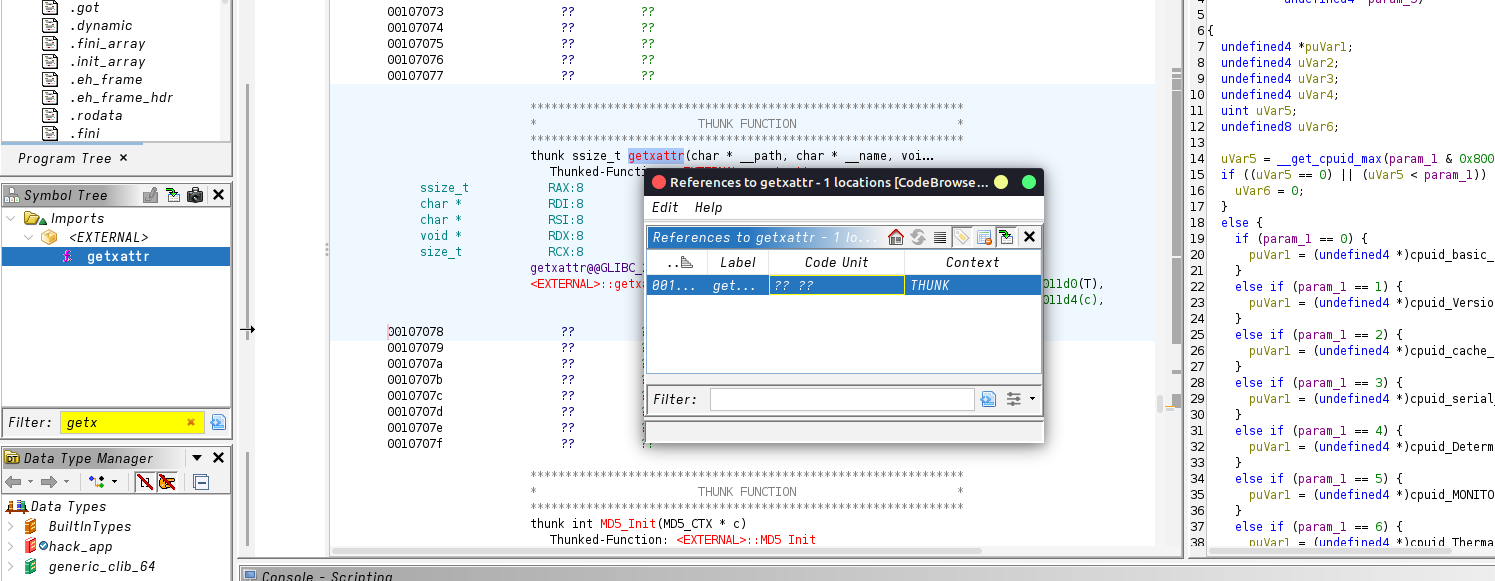 .got
.dynamic
.fini_array
.init_array
.eh_frame
.eh_frame_hdr
.rodata
.fini
Program Tree ×
Symbol Tree
Imports
<EXTERNAL>
f getxattr
Filter: getx
DT Data Type Manager
Data Types
BuiltInTypes
hack_app
generic_clib_64
00107073 ?? ??
00107074 ?? ??
00107075 ?? ??
00107076 ?? ??
00107077 ?? ??
**************************************************************
* THUNK FUNCTION *
**************************************************************
thunk ssize_t getxattr(char * __path, char * __name, voi...
Thunked-Functi
ssize_t RAX:8
char * RDI:8
char * RSI:8
void * RDX:8
size_t RCX:8
getxattr@@GLIBC_
<EXTERNAL>::getx
011d0(T),
011d4(c),
00107078 ??
00107079 ??
0010707a ??
0010707b ??
0010707c ??
0010707d ??
0010707e ??
0010707f ?? ??
**************************************************************
* THUNK FUNCTION *
**************************************************************
thunk int MD5_Init(MD5_CTX * c)
Thunked-Function: <EXTERNAL>::MD5 Init
References to getxattr - 1 locations [CodeBrowse...
Edit Help
References to getxattr - 1 lo...
.. Label Code Unit Context
001... get... ?? ?? THUNK
Filter:
5
6 {
7 undefined4 *puVar1;
8 undefined4 uVar2;
9 undefined4 uVar3;
10 undefined4 uVar4;
11 uint uVar5;
12 undefined8 uVar6;
13
14 uVar5 = __get_cpuid_max(param_1 & 0x800
15 if ((uVar5 == 0) || (uVar5 < param_1))
16 uVar6 = 0;
17 }
18 else {
19 if (param_1 == 0) {
20 puVar1 = (undefined4 *)cpuid_basic_
21 }
22 else if (param_1 == 1) {
23 puVar1 = (undefined4 *)cpuid_Versio
24 }
25 else if (param_1 == 2) {
26 puVar1 = (undefined4 *)cpuid_cache_
27 }
28 else if (param_1 == 3) {
29 puVar1 = (undefined4 *)cpuid_serial_
30 }
31 else if (param_1 == 4) {
32 puVar1 = (undefined4 *)cpuid_Determ
33 }
34 else if (param_1 == 5) {
35 puVar1 = (undefined4 *)cpuid_MONITO
36 }
37 else if (param_1 == 6) {
38 puVar1 = (undefined4 *)cpuid_Therma
Console - Scripting